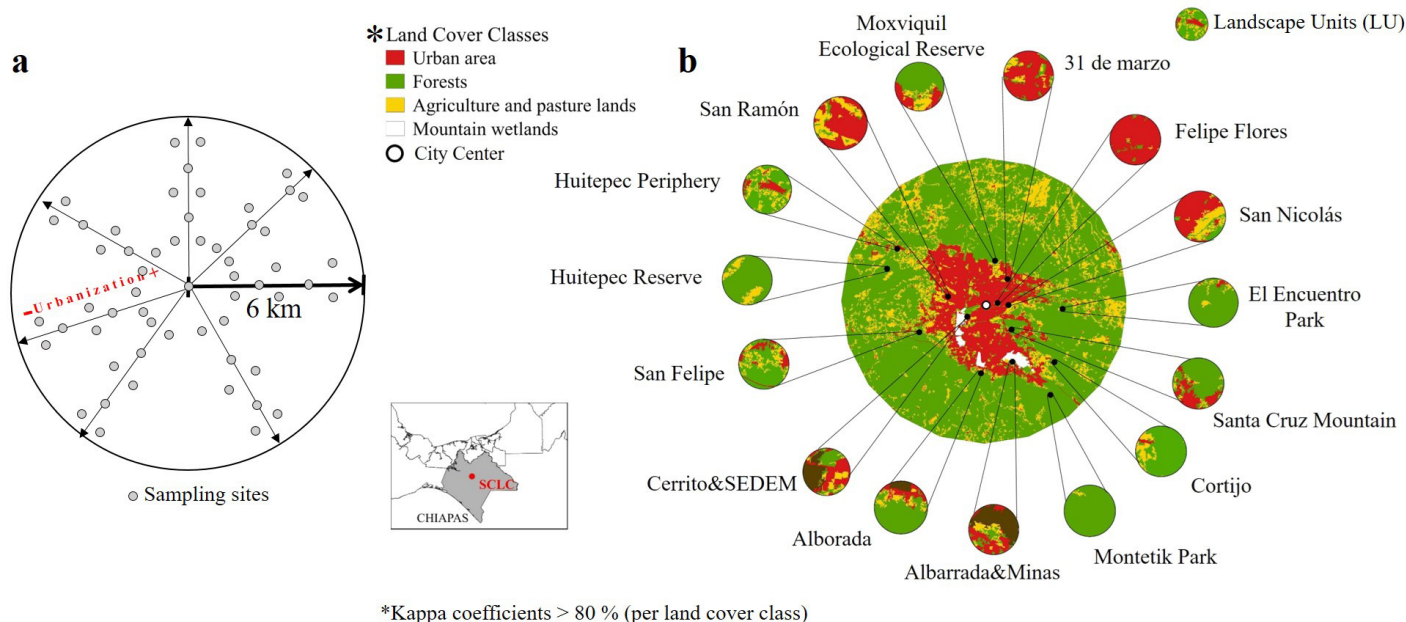 a
Urbanization+
6 km
Sampling sites
*Land Cover Classes
Urban area
Forests
Agriculture and pasture lands
Mountain wetlands
City Center
SCLC
CHIAPAS
b
Landscape Units (LU)
Moxviquil
Ecological Reserve
31 de marzo
San Ramón
Felipe Flores
Huitepec Periphery
San Nicolás
Huitepec Reserve
El Encuentro
Park
San Felipe
Santa Cruz Mountain
Cerrito&SEDEM
Cortijo
Alborada
Montetik Park
Albarrada&Minas
*Kappa coefficients > 80 % (per land cover class)